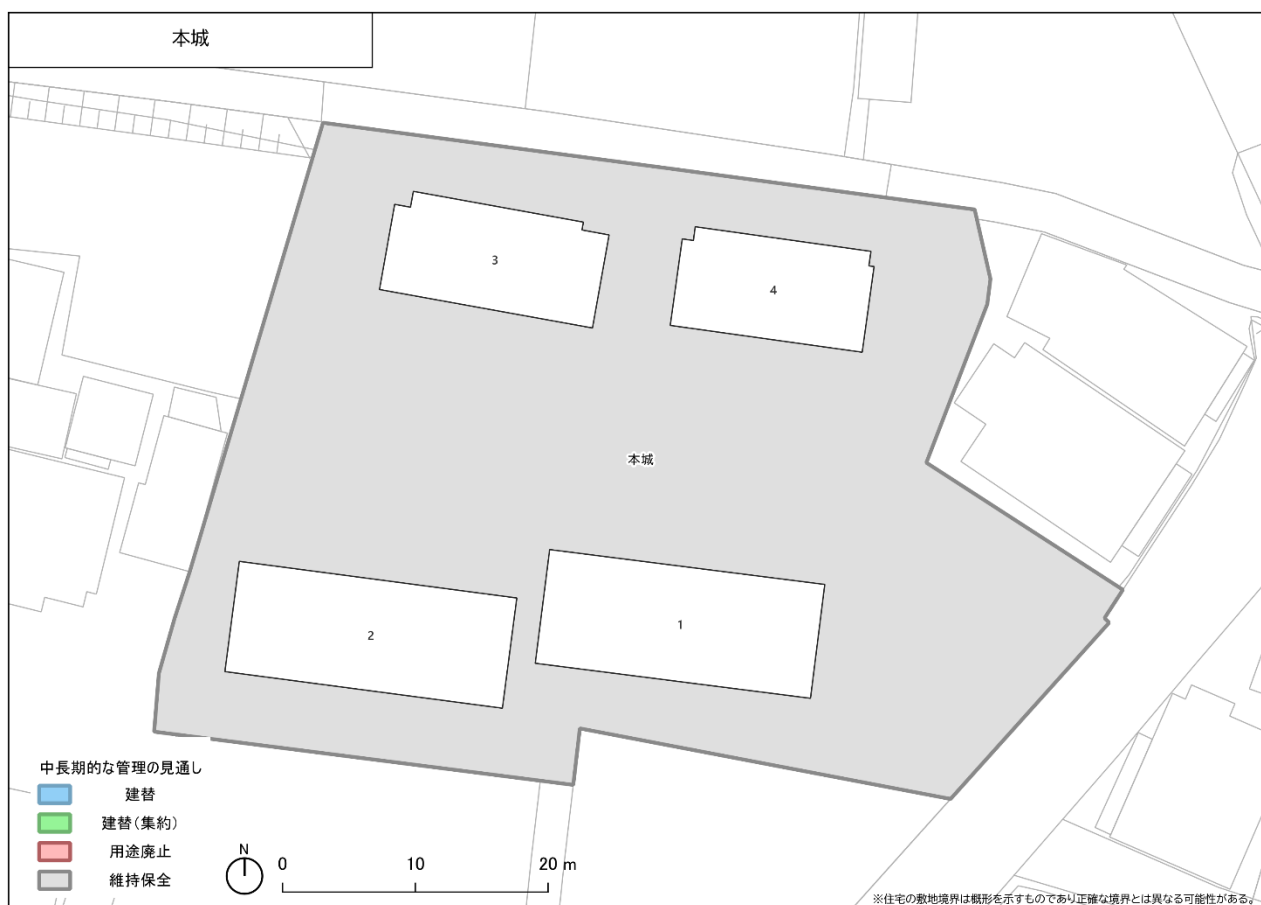 本城
3
4
本城
2
1
中長期的な管理の見通し
建替
建替(集約)
用途廃止
維持保全
N
0 10 20 m
※住宅の敷地境界は概形を示すものであり正確な境界とは異なる可能性がある。